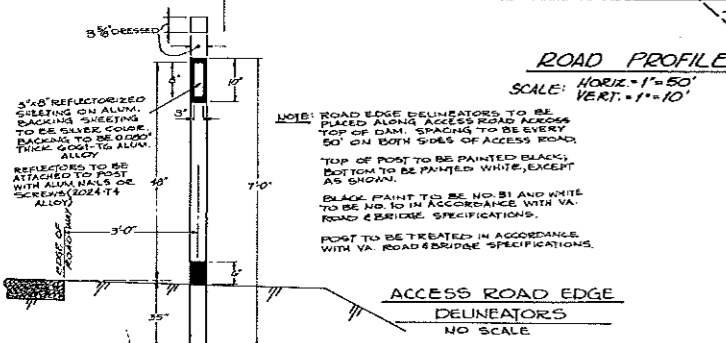 3 5/8" DRESSED
8"
10"
3"
3"x8" REFLECTORIZED
SHEETING ON ALUM.
BACKING SHEETING
TO BE SILVER COLOR,
BACKING TO BE 0.080"
THICK 6061-T6 ALUM.
ALLOY
REFLECTORS TO BE
ATTACHED TO POST
WITH ALUM. NAILS OR
SCREWS (2024-T4
ALLOY)
48"
7'-0"
3'-0"
EDGE OF
ROADWAY
6"
35"
ROAD PROFILE
SCALE: HORIZ. = 1" = 50'
VERT. = 1" = 10'
NOTE: ROAD EDGE DELINEATORS TO BE
PLACED ALONG ACCESS ROAD ACROSS
TOP OF DAM. SPACING TO BE EVERY
50' ON BOTH SIDES OF ACCESS ROAD.
TOP OF POST TO BE PAINTED BLACK;
BOTTOM TO BE PAINTED WHITE, EXCEPT
AS SHOWN.
BLACK PAINT TO BE NO. 31 AND WHITE
TO BE NO. 10 IN ACCORDANCE WITH VA.
ROAD & BRIDGE SPECIFICATIONS.
POST TO BE TREATED IN ACCORDANCE
WITH VA. ROAD & BRIDGE SPECIFICATIONS.
ACCESS ROAD EDGE
DELINEATORS
NO SCALE